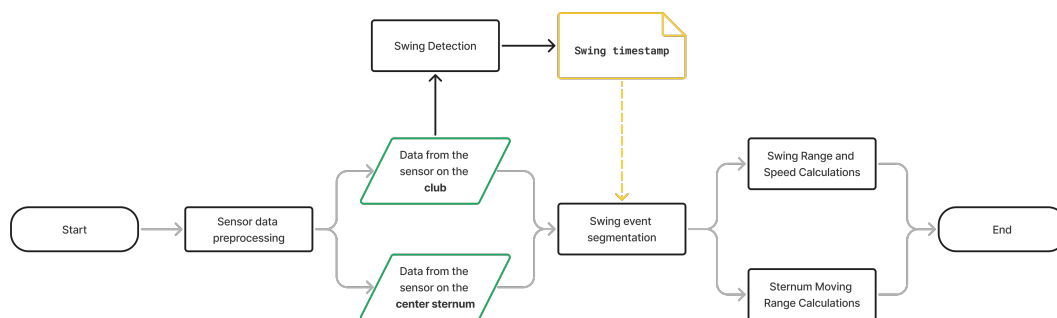 Swing Detection
Swing timestamp
Data from the
sensor on the
club
Swing Range and
Speed Calculations
Start
Sensor data
preprocessing
Swing event
segmentation
End
Data from the
sensor on the
center sternum
Sternum Moving
Range Calculations